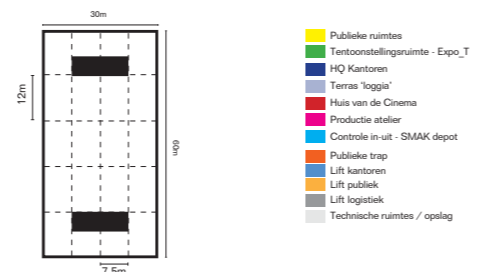 30m
12m
60m
7.5m
Publieke ruimtes
Tentoonstellingsruimte - Expo_T
HQ Kantoren
Terras 'loggia'
Huis van de Cinema
Productie atelier
Controle in-uit - SMAK depot
Publieke trap
Lift kantoren
Lift publiek
Lift logistiek
Technische ruimtes / opslag